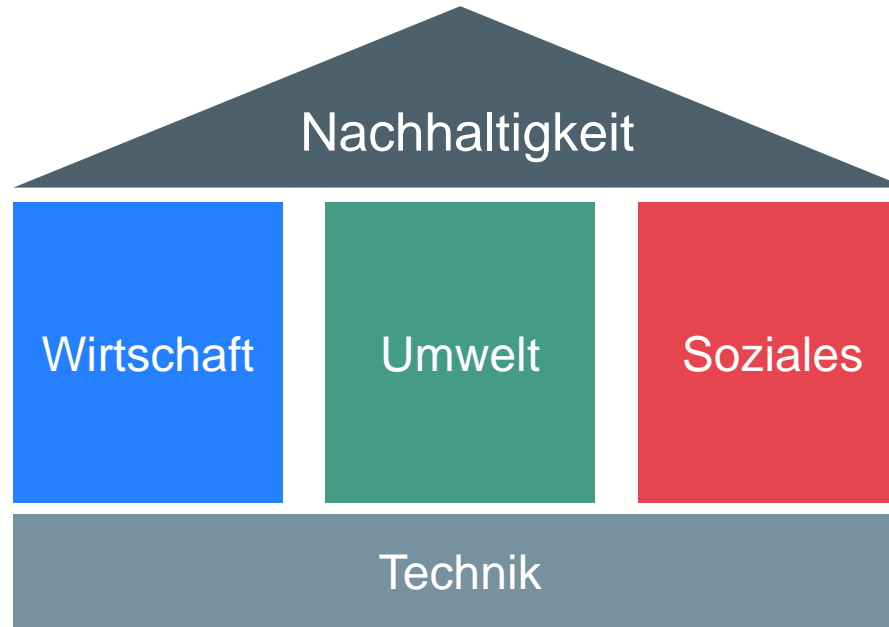 Nachhaltigkeit
Wirtschaft
Umwelt
Soziales
Technik